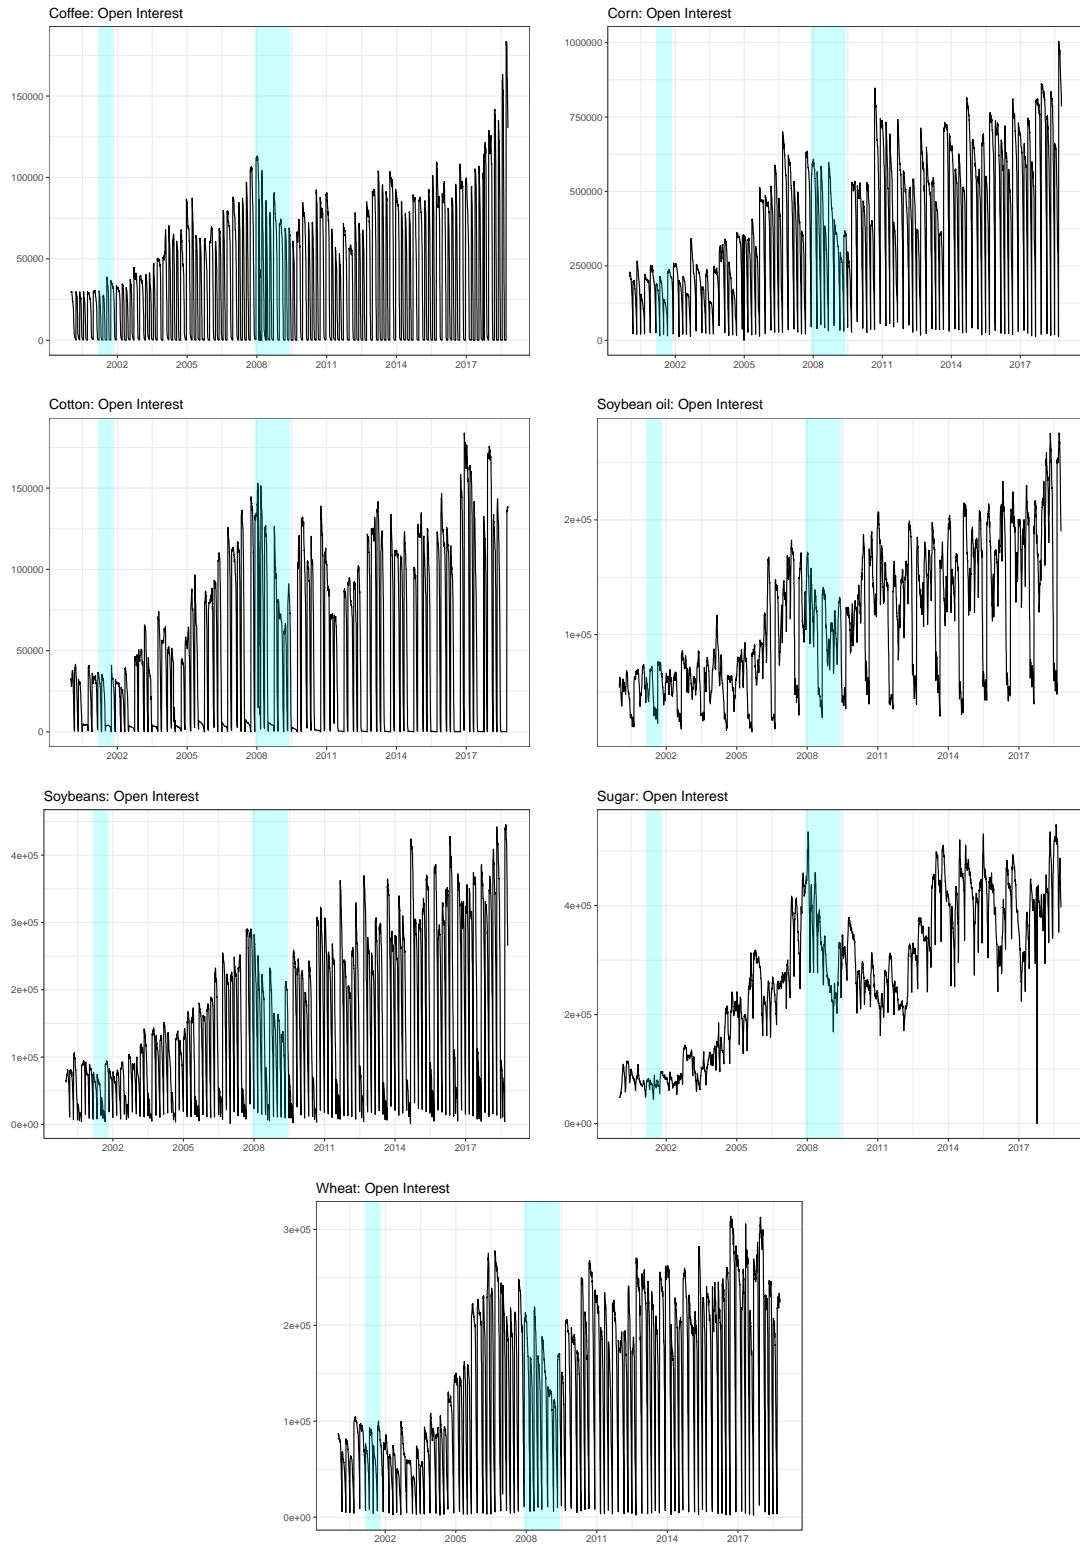 Coffee: Open Interest
150000
100000
50000
0
2002 2005 2008 2011 2014 2017
Corn: Open Interest
1000000
750000
500000
250000
0
2002 2005 2008 2011 2014 2017
Cotton: Open Interest
150000
100000
50000
0
2002 2005 2008 2011 2014 2017
Soybean oil: Open Interest
2e+05
1e+05
2002 2005 2008 2011 2014 2017
Soybeans: Open Interest
4e+05
3e+05
2e+05
1e+05
0e+00
2002 2005 2008 2011 2014 2017
Sugar: Open Interest
4e+05
2e+05
0e+00
2002 2005 2008 2011 2014 2017
Wheat: Open Interest
3e+05
2e+05
1e+05
0e+00
2002 2005 2008 2011 2014 2017